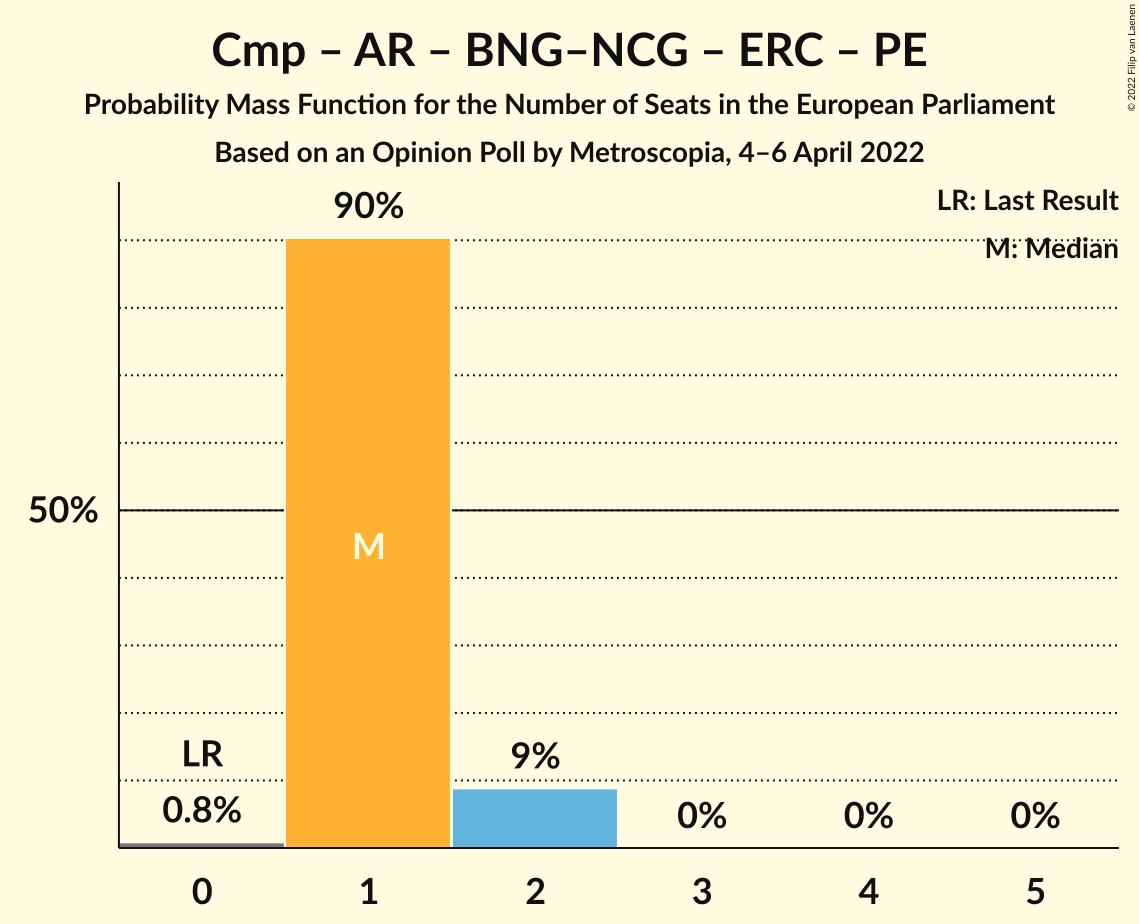 Cmp – AR – BNG–NCG – ERC – PE
Probability Mass Function for the Number of Seats in the European Parliament
Based on an Opinion Poll by Metroscopia, 4–6 April 2022
© 2022 Filip van Laenen
LR: Last Result
M: Median
90%
50%
M
LR
0.8%
9%
0%
0%
0%
0 1 2 3 4 5